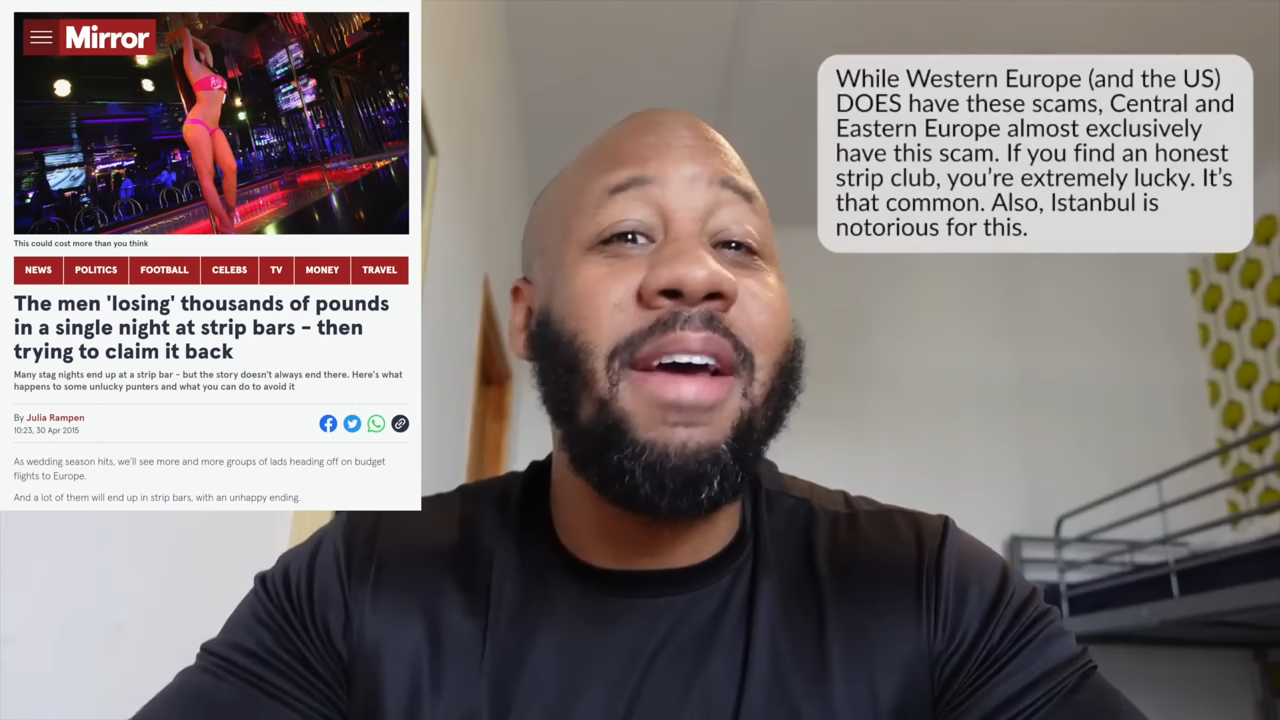 Mirror
This could cost more than you think
NEWS POLITICS FOOTBALL CELEBS TV MONEY TRAVEL
The men 'losing' thousands of pounds
in a single night at strip bars - then
trying to claim it back
Many stag nights end up at a strip bar - but the story doesn't always end there. Here's what
happens to some unlucky punters and what you can do to avoid it
By Julia Rampen
10:23, 30 Apr 2015
As wedding season hits, we'll see more and more groups of lads heading off on budget
flights to Europe.
And a lot of them will end up in strip bars, with an unhappy ending.
While Western Europe (and the US)
DOES have these scams, Central and
Eastern Europe almost exclusively
have this scam. If you find an honest
strip club, you're extremely lucky. It's
that common. Also, Istanbul is
notorious for this.